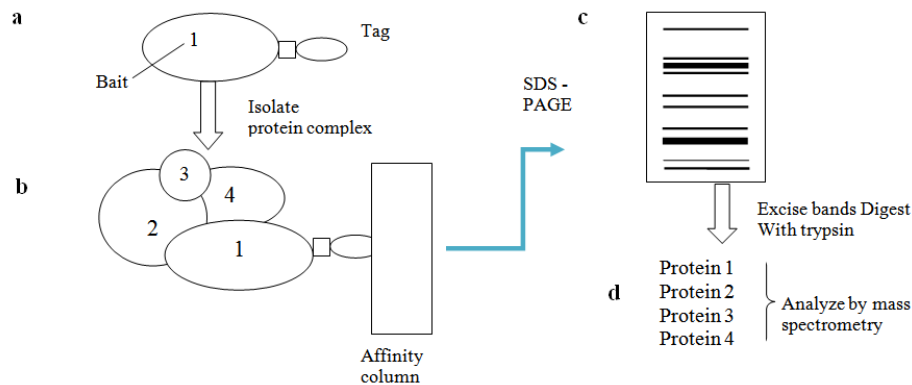 a
1
Tag
Bait
Isolate
protein complex
b
3
4
2
1
Affinity
column
SDS -
PAGE
c
Excise bands Digest
With trypsin
d
Protein 1
Protein 2
Protein 3
Protein 4
Analyze by mass
spectrometry